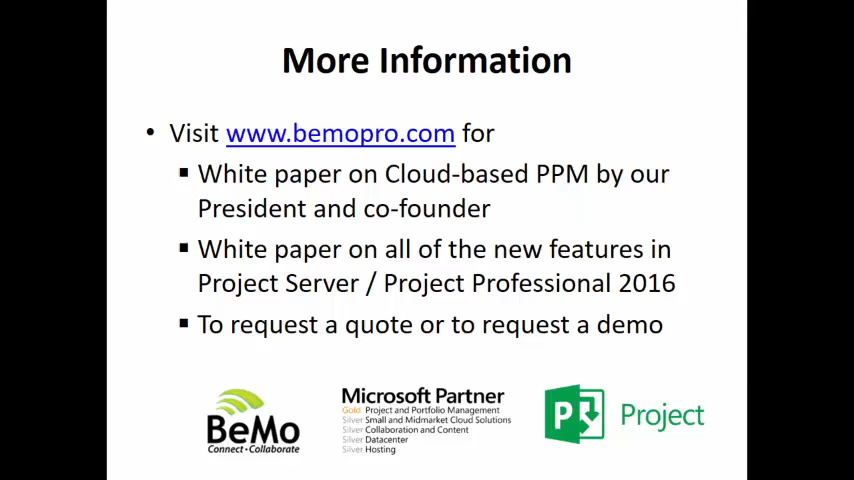 More Information
• Visit www.bemopro.com for
▪ White paper on Cloud-based PPM by our
President and co-founder
▪ White paper on all of the new features in
Project Server / Project Professional 2016
▪ To request a quote or to request a demo
BeMo
Connect • Collaborate
Microsoft Partner
Gold Project and Portfolio Management
Silver Small and Midmarket Cloud Solutions
Silver Collaboration and Content
Silver Datacenter
Silver Hosting
P Project